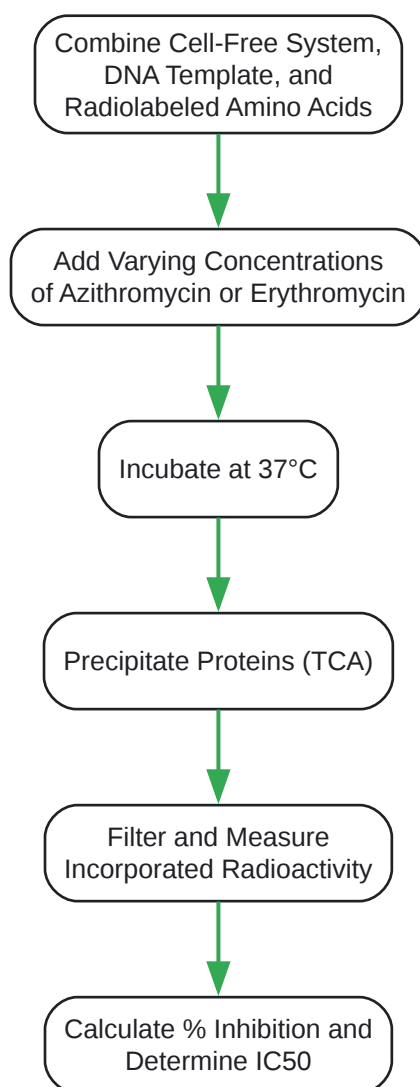 Combine Cell-Free System,
DNA Template, and
Radiolabeled Amino Acids
Add Varying Concentrations
of Azithromycin or Erythromycin
Incubate at 37°C
Precipitate Proteins (TCA)
Filter and Measure
Incorporated Radioactivity
Calculate % Inhibition and
Determine IC50